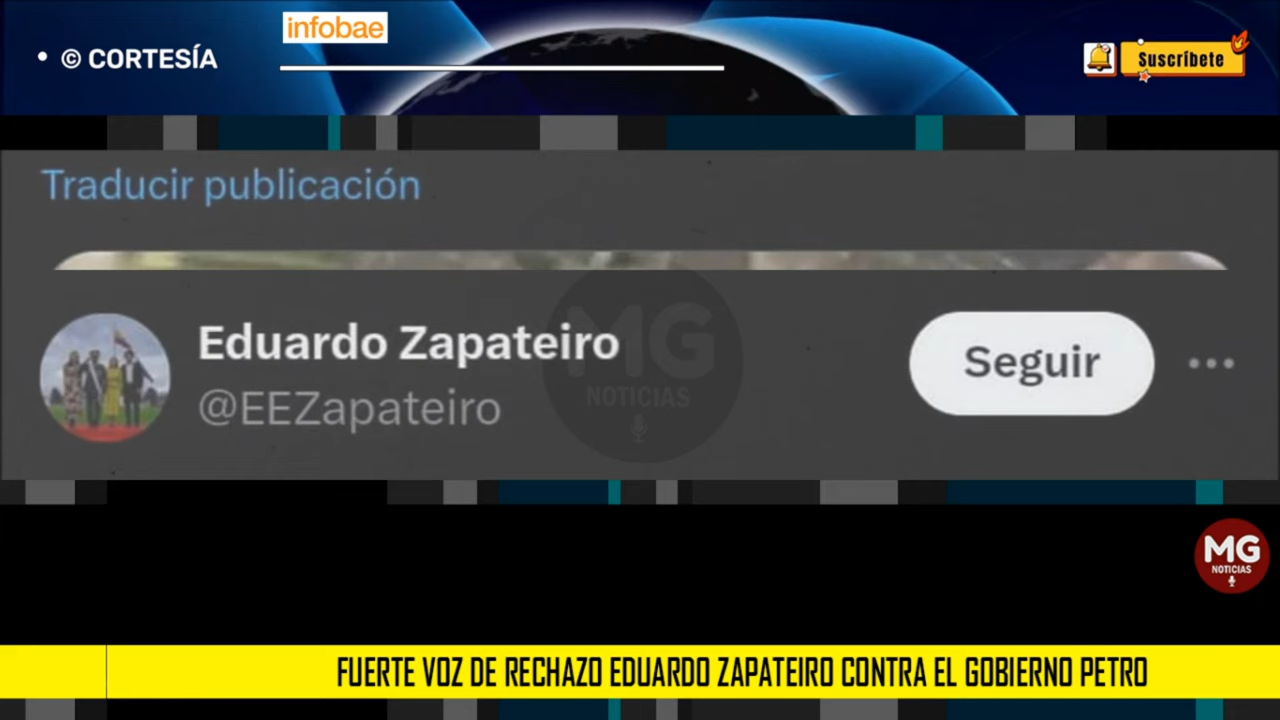 infobae
• © CORTESÍA
Suscríbete
Traducir publicación
Eduardo Zapateiro
@EEZapateiro
Seguir
MG
NOTICIAS
MG
NOTICIAS
FUERTE VOZ DE RECHAZO EDUARDO ZAPATEIRO CONTRA EL GOBIERNO PETRO